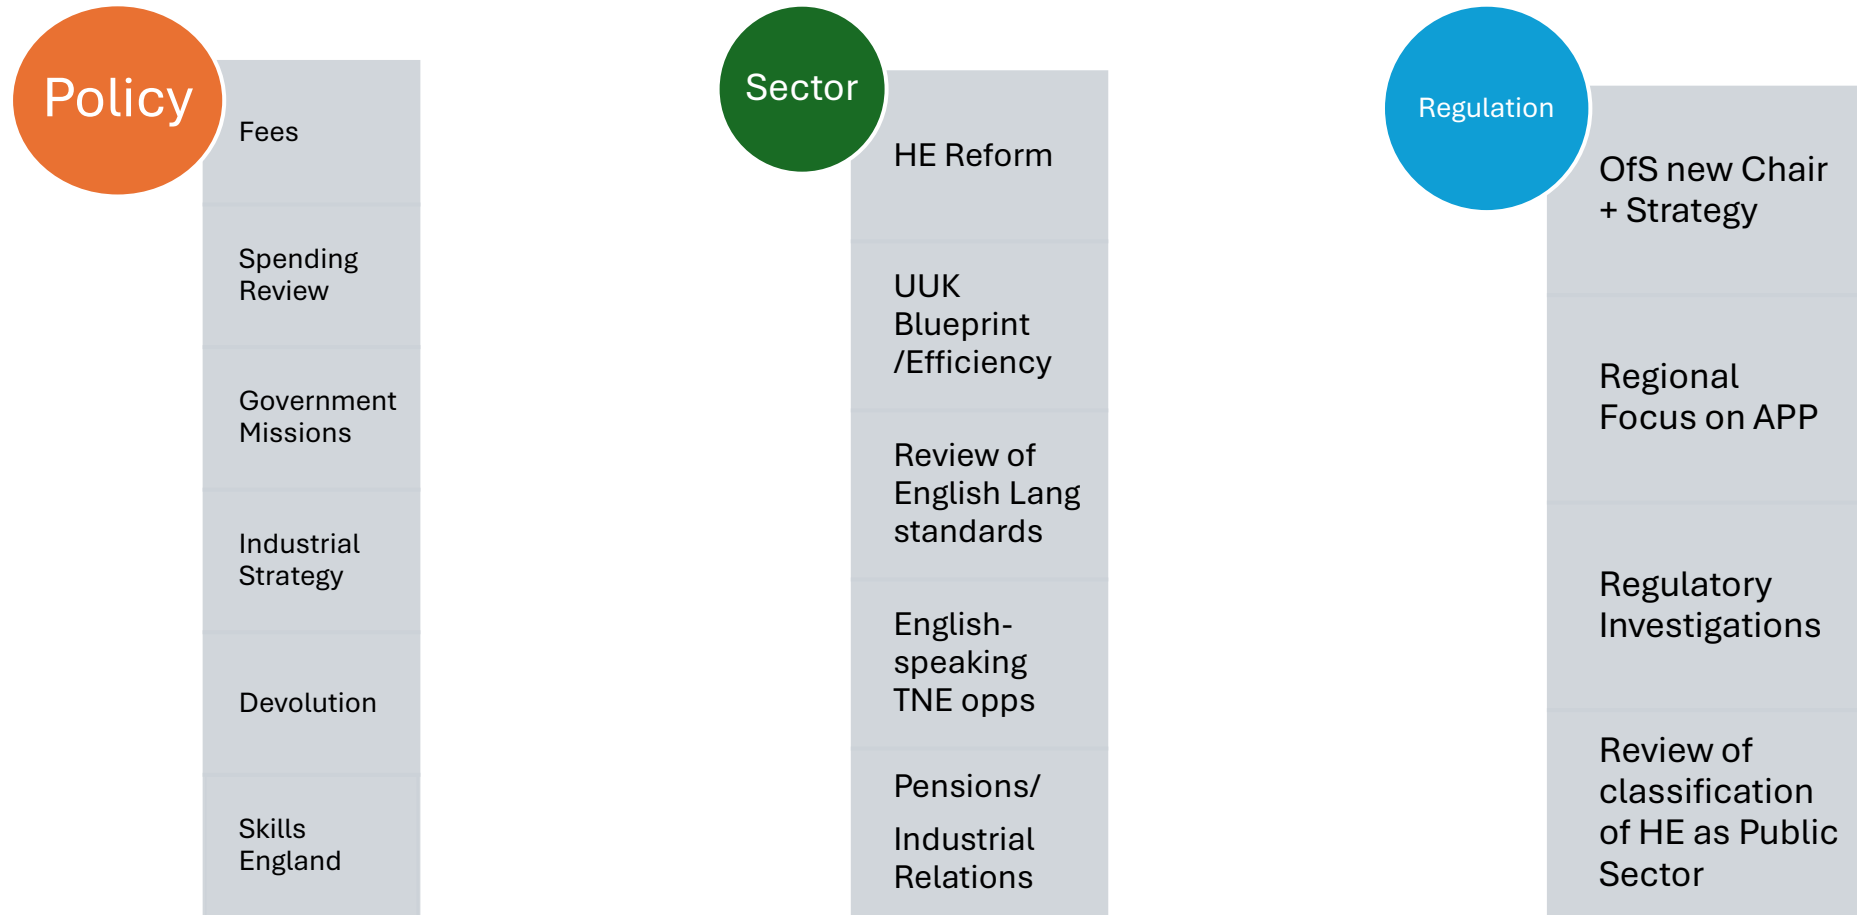 Policy
Fees
Spending
Review
Government
Missions
Industrial
Strategy
Devolution
Skills
England
Sector
HE Reform
UUK
Blueprint
/Efficiency
Review of
English Lang
standards
English-
speaking
TNE opps
Pensions/
Industrial
Relations
Regulation
OfS new Chair
+ Strategy
Regional
Focus on APP
Regulatory
Investigations
Review of
classification
of HE as Public
Sector